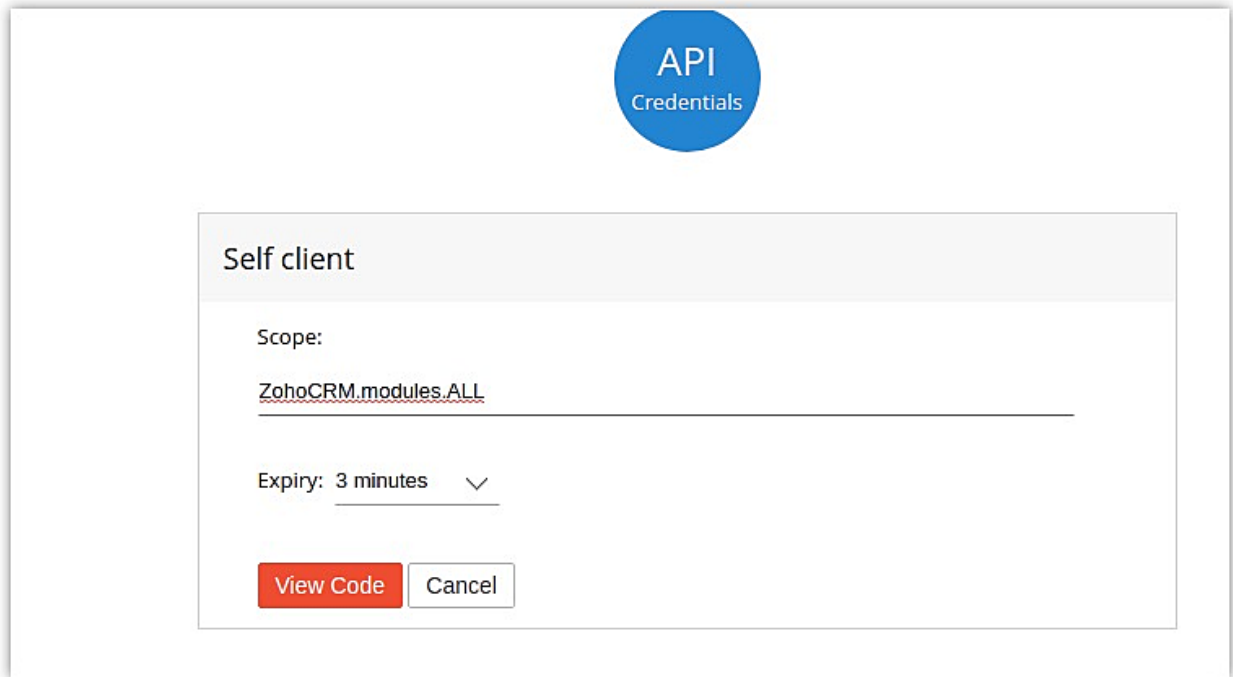 API
Credentials
Self client
Scope:
ZohoCRM.modules.ALL
Expiry: 3 minutes
View Code Cancel